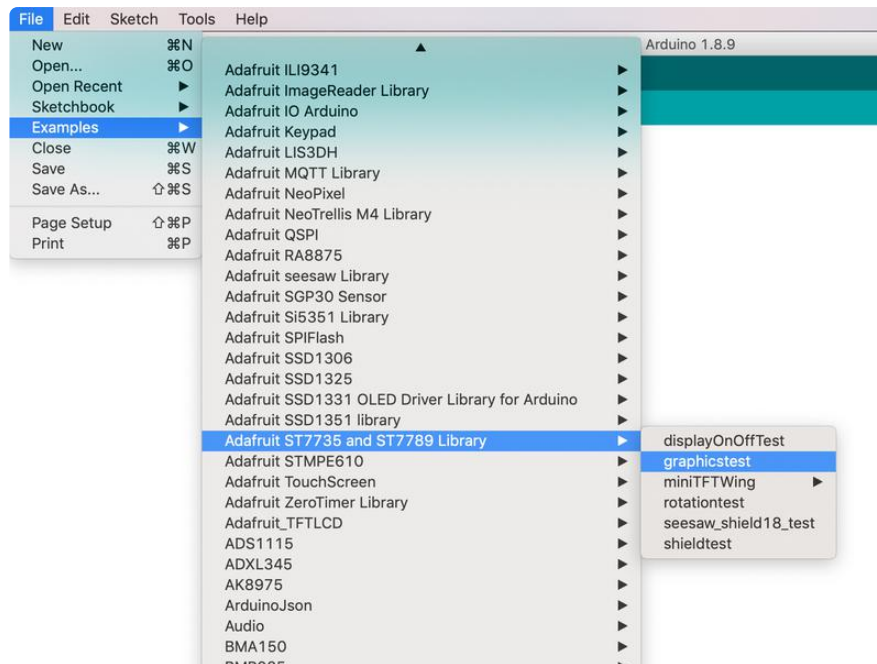 File Edit Sketch Tools Help
Arduino 1.8.9
New ⌘N
Open... ⌘O
Open Recent ▶
Sketchbook ▶
Examples ▶
Close ⌘W
Save ⌘S
Save As... ⇧⌘S
Page Setup ⇧⌘P
Print ⌘P
Adafruit ILI9341 ▶
Adafruit ImageReader Library ▶
Adafruit IO Arduino ▶
Adafruit Keypad ▶
Adafruit LIS3DH ▶
Adafruit MQTT Library ▶
Adafruit NeoPixel ▶
Adafruit NeoTrellis M4 Library ▶
Adafruit QSPI ▶
Adafruit RA8875 ▶
Adafruit seesaw Library ▶
Adafruit SGP30 Sensor ▶
Adafruit Si5351 Library ▶
Adafruit SPIFlash ▶
Adafruit SSD1306 ▶
Adafruit SSD1325 ▶
Adafruit SSD1331 OLED Driver Library for Arduino ▶
Adafruit SSD1351 library ▶
Adafruit ST7735 and ST7789 Library ▶
Adafruit STMPE610 ▶
Adafruit TouchScreen ▶
Adafruit ZeroTimer Library ▶
Adafruit_TFTLCD ▶
ADS1115 ▶
ADXL345 ▶
AK8975 ▶
ArduinoJson ▶
Audio ▶
BMA150 ▶
displayOnOffTest
graphicstest
miniTFTWing ▶
rotationtest
seesaw_shield18_test
shieldtest